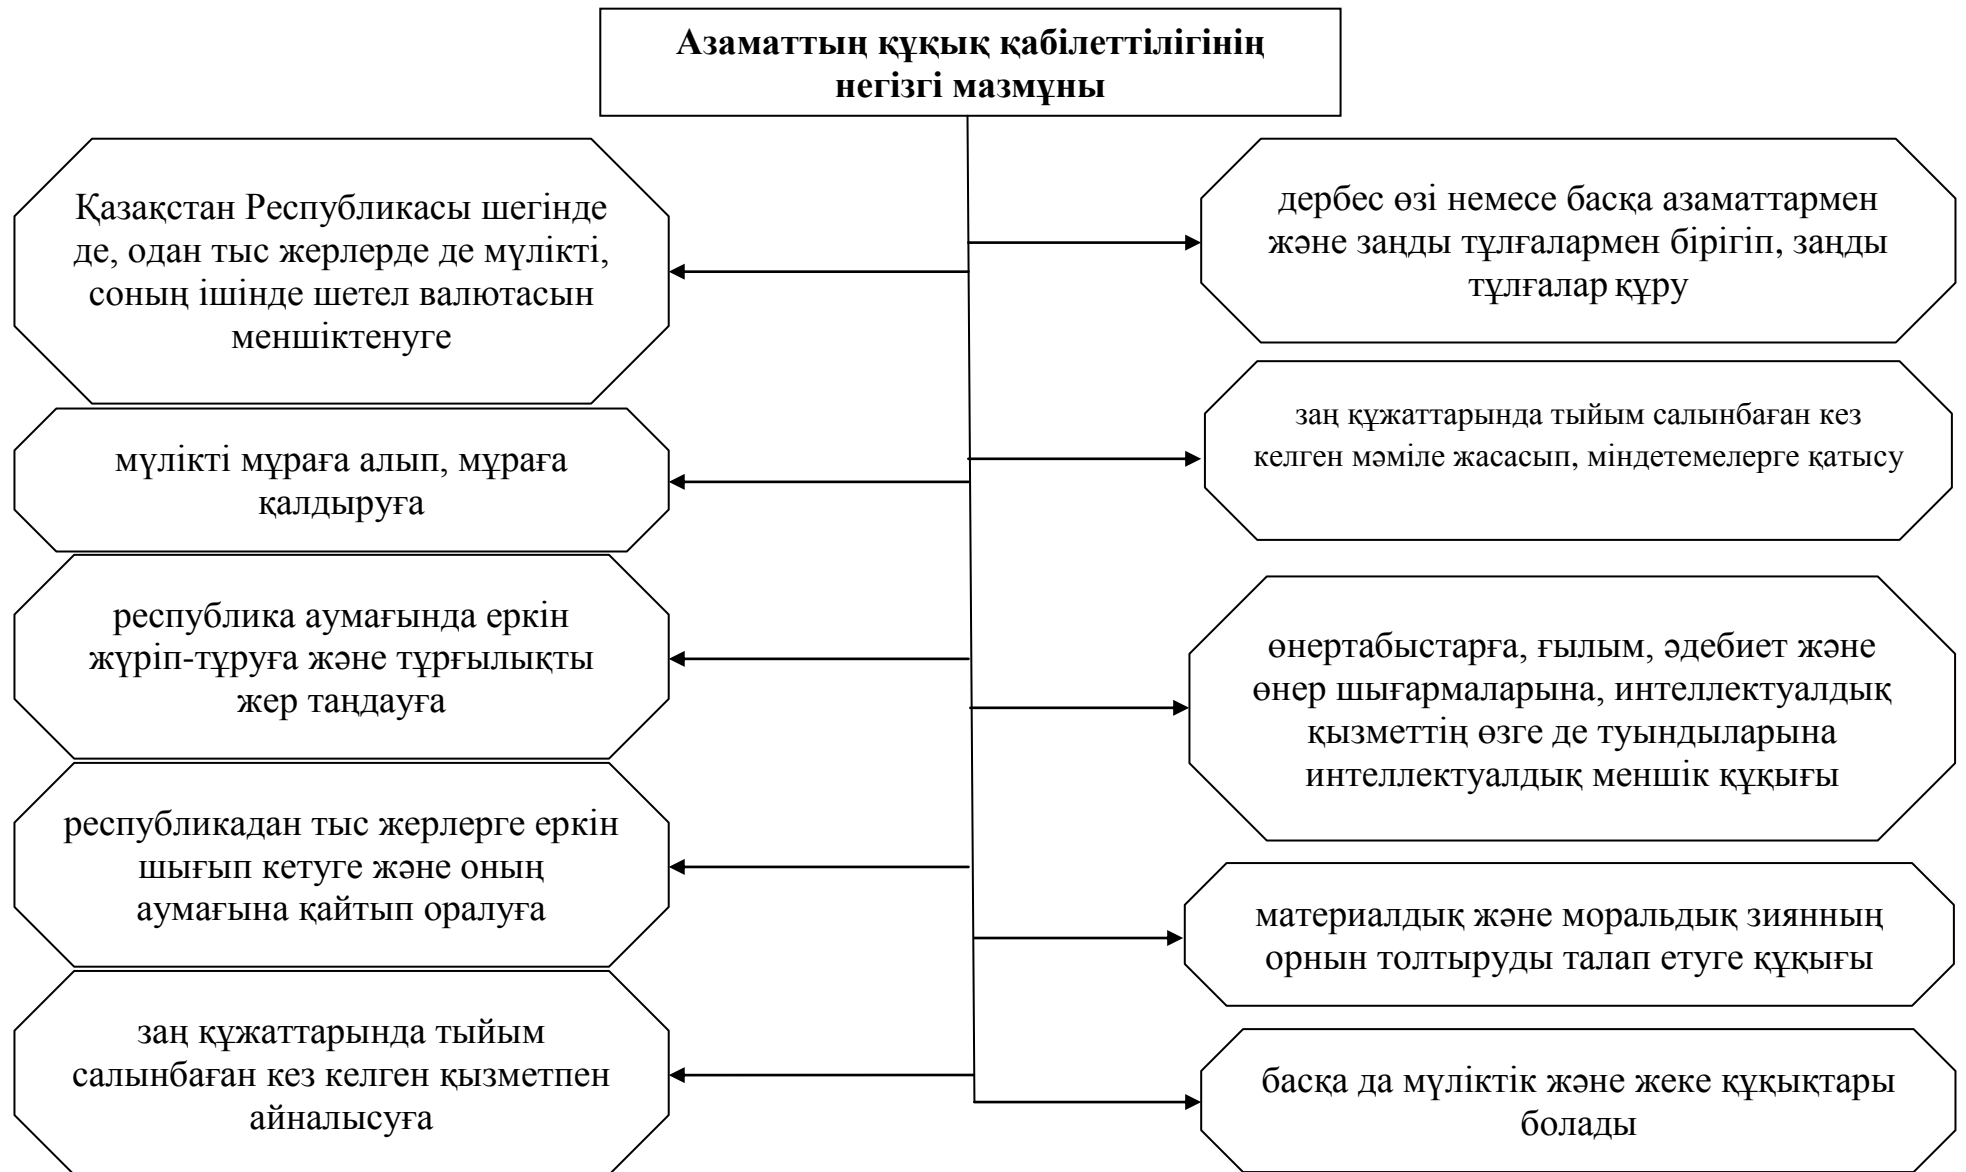 Азаматтың құқық қабілеттілігінің
негізгі мазмұны
Қазақстан Республикасы шегінде
де, одан тыс жерлерде де мүлікті,
соның ішінде шетел валютасын
меншіктенуге
мүлікті мұраға алып, мұраға
қалдыруға
республика аумағында еркін
жүріп-тұруға және тұрғылықты
жер таңдауға
республикадан тыс жерлерге еркін
шығып кетуге және оның
аумағына қайтып оралуға
заң құжаттарында тыйым
салынбаған кез келген қызметпен
айналысуға
дербес өзі немесе басқа азаматтармен
және заңды тұлғалармен бірігіп, заңды
тұлғалар құру
заң құжаттарында тыйым салынбаған кез
келген мәміле жасасып, міндетемелерге қатысу
өнертабыстарға, ғылым, әдебиет және
өнер шығармаларына, интеллектуалдық
қызметтің өзге де туындыларына
интеллектуалдық меншік құқығы
материалдық және моральдық зиянның
орнын толтыруды талап етуге құқығы
басқа да мүліктік және жеке құқықтары
болады